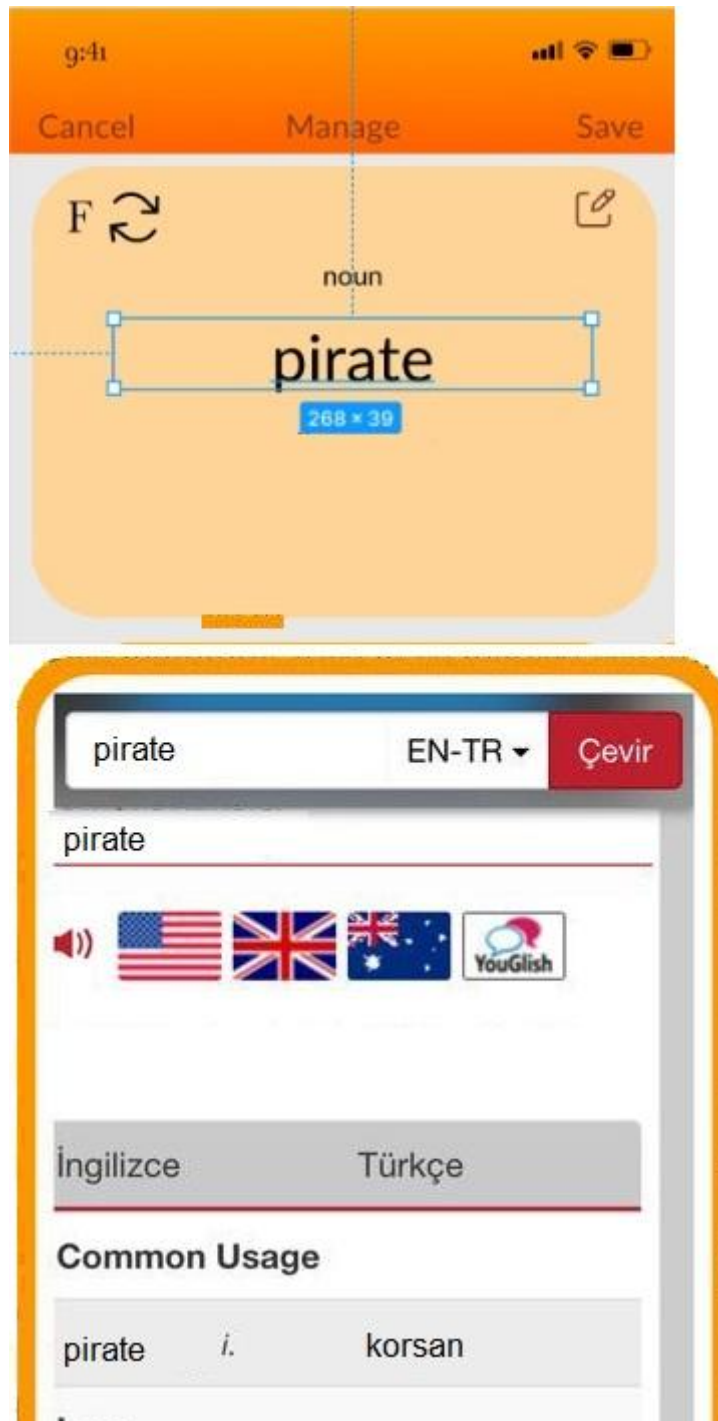 9:41
Cancel Manage Save
F
noun
pirate
268 × 39
pirate EN-TR Çevir
pirate
YouGlish
İngilizce Türkçe
Common Usage
pirate i. korsan